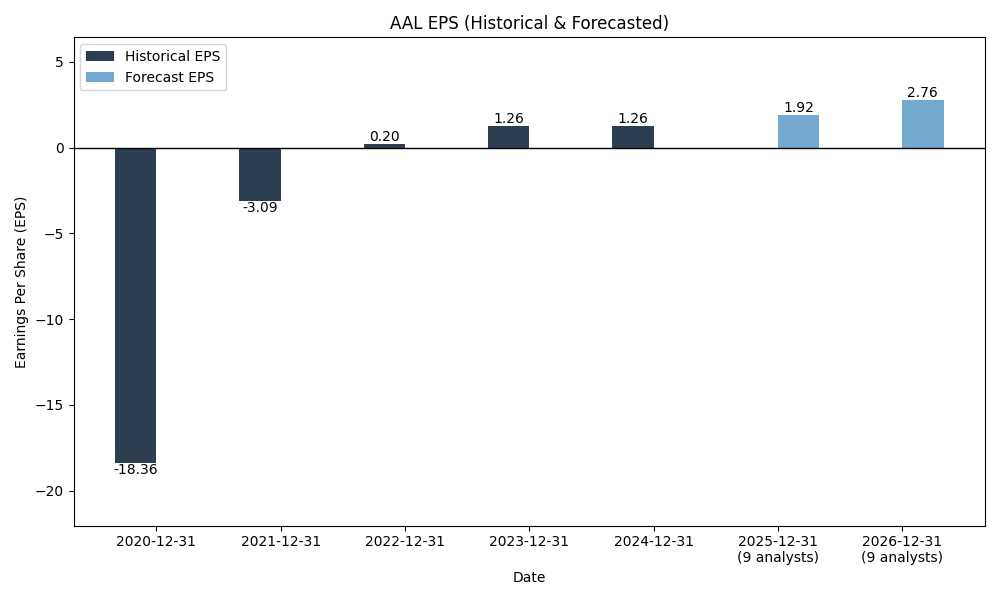 AAL EPS (Historical & Forecasted)
Historical EPS
Forecast EPS
Earnings Per Share (EPS)
5
0
−5
−10
−15
−20
-18.36
-3.09
0.20
1.26
1.26
1.92
2.76
2020-12-31
2021-12-31
2022-12-31
2023-12-31
2024-12-31
2025-12-31
(9 analysts)
2026-12-31
(9 analysts)
Date